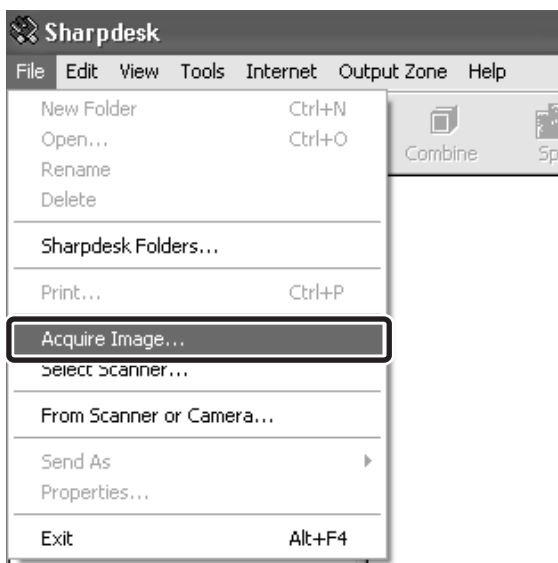 Sharpdesk
File Edit View Tools Internet Output Zone Help
New Folder Ctrl+N
Open... Ctrl+O
Rename
Delete
Sharpdesk Folders...
Print... Ctrl+P
Acquire Image...
Select Scanner...
From Scanner or Camera...
Send As
Properties...
Exit Alt+F4
Combine
Sp